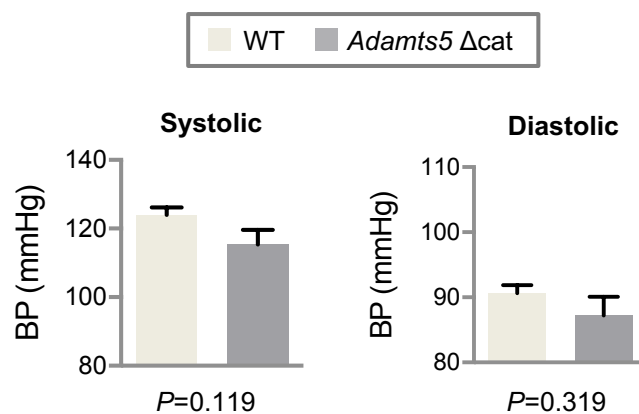 WT Adamts5 Δcat
Systolic
BP (mmHg)
140
120
100
80
P=0.119
Diastolic
BP (mmHg)
110
100
90
80
P=0.319